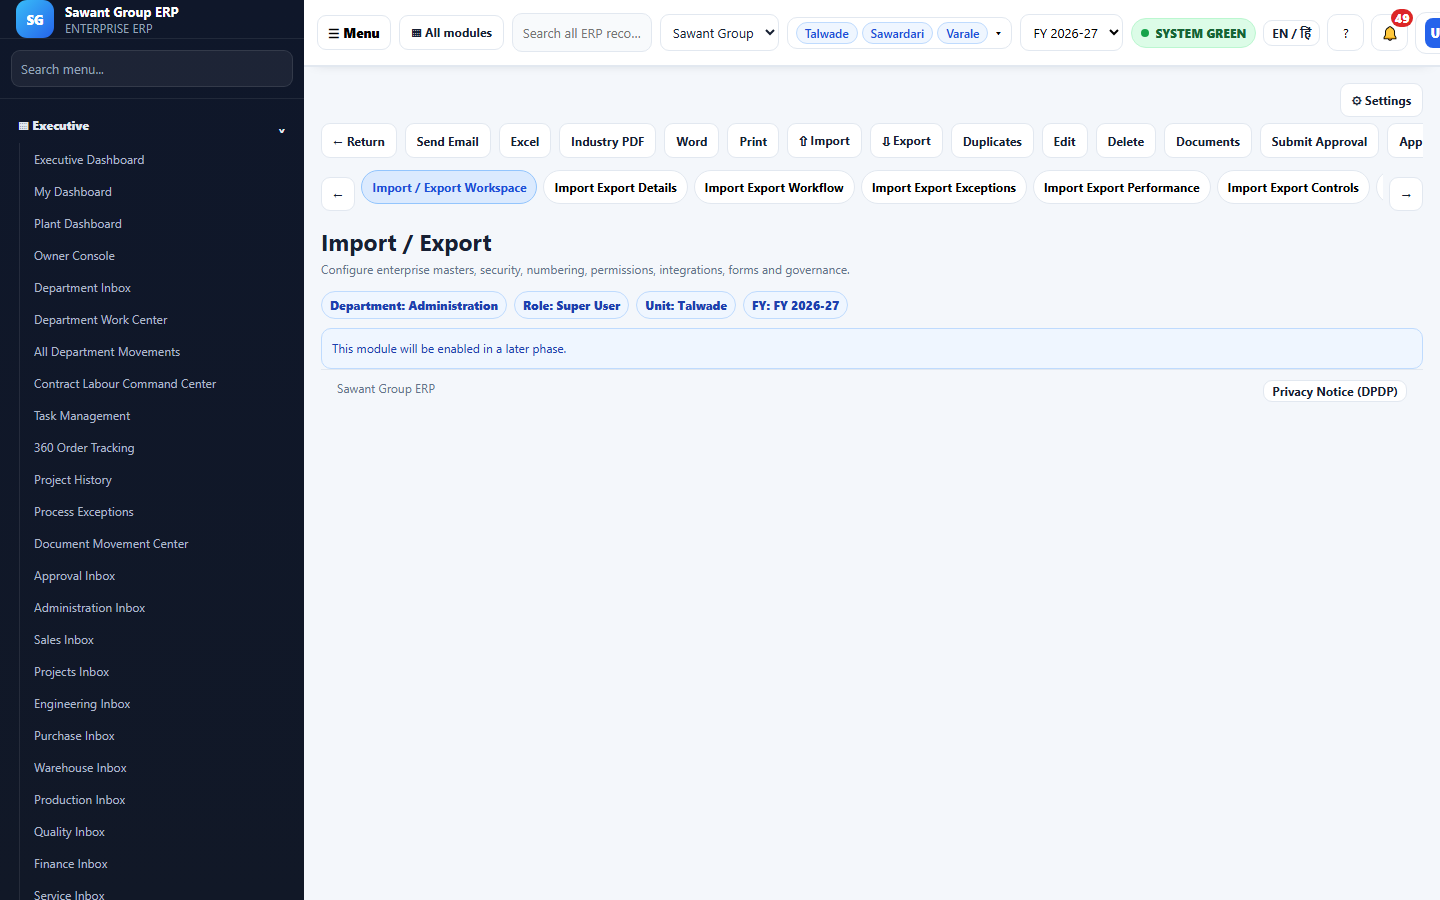 SG
Sawant Group ERP
ENTERPRISE ERP
Search menu...
Executive
Executive Dashboard
My Dashboard
Plant Dashboard
Owner Console
Department Inbox
Department Work Center
All Department Movements
Contract Labour Command Center
Task Management
360 Order Tracking
Project History
Process Exceptions
Document Movement Center
Approval Inbox
Administration Inbox
Sales Inbox
Projects Inbox
Engineering Inbox
Purchase Inbox
Warehouse Inbox
Production Inbox
Quality Inbox
Finance Inbox
Service Inbox
☰ Menu
All modules
Search all ERP reco...
Sawant Group
Talwade Sawardari Varale
FY 2026-27
SYSTEM GREEN
EN / हिं
?
49
U
⚙ Settings
← Return
Send Email
Excel
Industry PDF
Word
Print
⇧ Import
⇩ Export
Duplicates
Edit
Delete
Documents
Submit Approval
App
←
Import / Export Workspace
Import Export Details
Import Export Workflow
Import Export Exceptions
Import Export Performance
Import Export Controls
→
Import / Export
Configure enterprise masters, security, numbering, permissions, integrations, forms and governance.
Department: Administration
Role: Super User
Unit: Talwade
FY: FY 2026-27
This module will be enabled in a later phase.
Sawant Group ERP
Privacy Notice (DPDP)